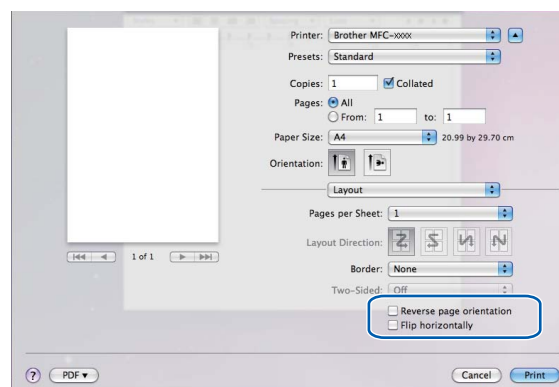 Printer: Brother MFC-xxxx
Presets: Standard
Copies: 1 Collated
Pages: All
From: 1 to: 1
Paper Size: A4 20.99 by 29.70 cm
Orientation:
Layout
Pages per Sheet: 1
Layout Direction:
1 of 1
Border: None
Two-Sided: Off
Reverse page orientation
Flip horizontally
? PDF Cancel Print